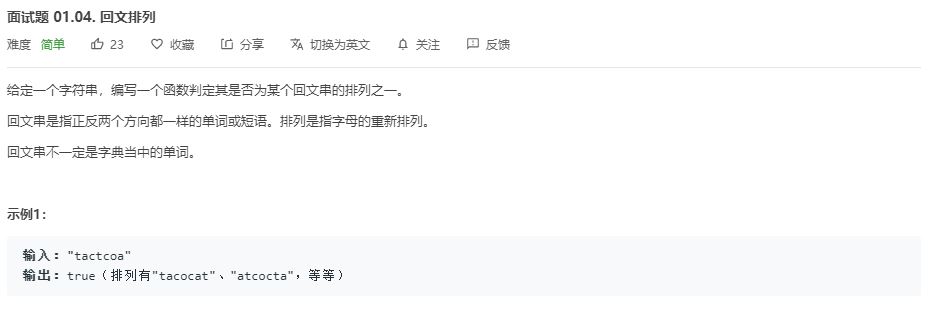 面试题 01.04. 回文排列
难度 简单 23 收藏 分享 切换为英文 关注 反馈
给定一个字符串，编写一个函数判定其是否为某个回文串的排列之一。
回文串是指正反两个方向都一样的单词或短语。排列是指字母的重新排列。
回文串不一定是字典当中的单词。
示例1：
输入："tactcoa"
输出：true（排列有"tacocat"、"atcocta"，等等）